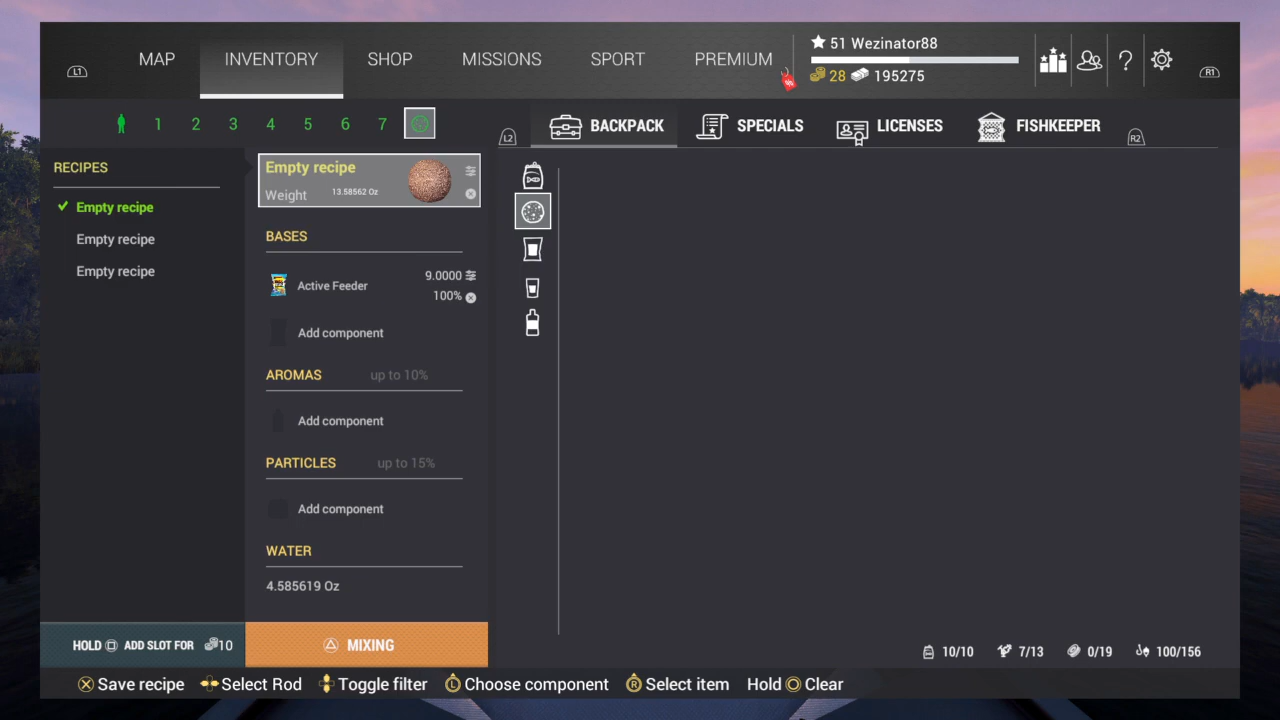 L1 MAP INVENTORY SHOP MISSIONS SPORT PREMIUM 51 Wezinator88 ? R1
28 195275
1 2 3 4 5 6 7 L2 BACKPACK SPECIALS LICENSES FISHKEEPER R2
RECIPES
Empty recipe
Empty recipe
Empty recipe
Empty recipe
Weight 13.58562 Oz
BASES
Active Feeder 9.0000
100%
Add component
AROMAS up to 10%
Add component
PARTICLES up to 15%
Add component
WATER
4.585619 Oz
HOLD ADD SLOT FOR 10
MIXING
10/10 7/13 0/19 100/156
Save recipe Select Rod Toggle filter L Choose component R Select item Hold Clear